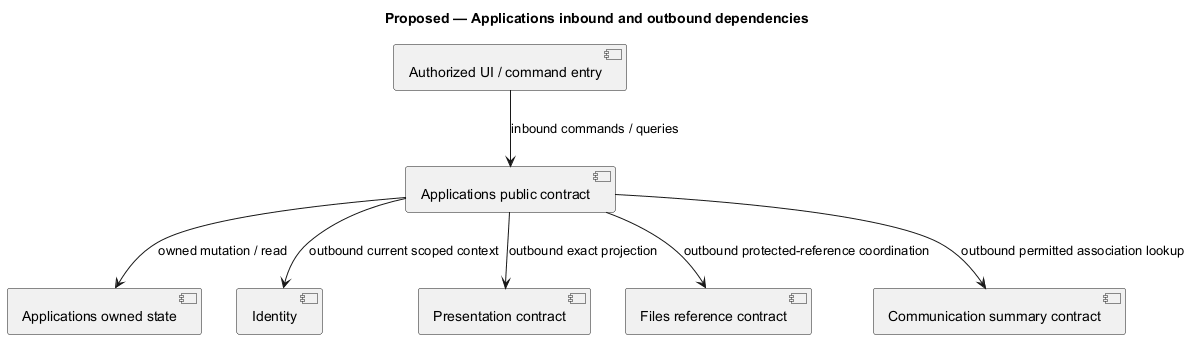 Proposed — Applications inbound and outbound dependencies
Authorized UI / command entry
inbound commands / queries
Applications public contract
owned mutation / read
outbound current scoped context
outbound exact projection
outbound protected-reference coordination
outbound permitted association lookup
Applications owned state
Identity
Presentation contract
Files reference contract
Communication summary contract